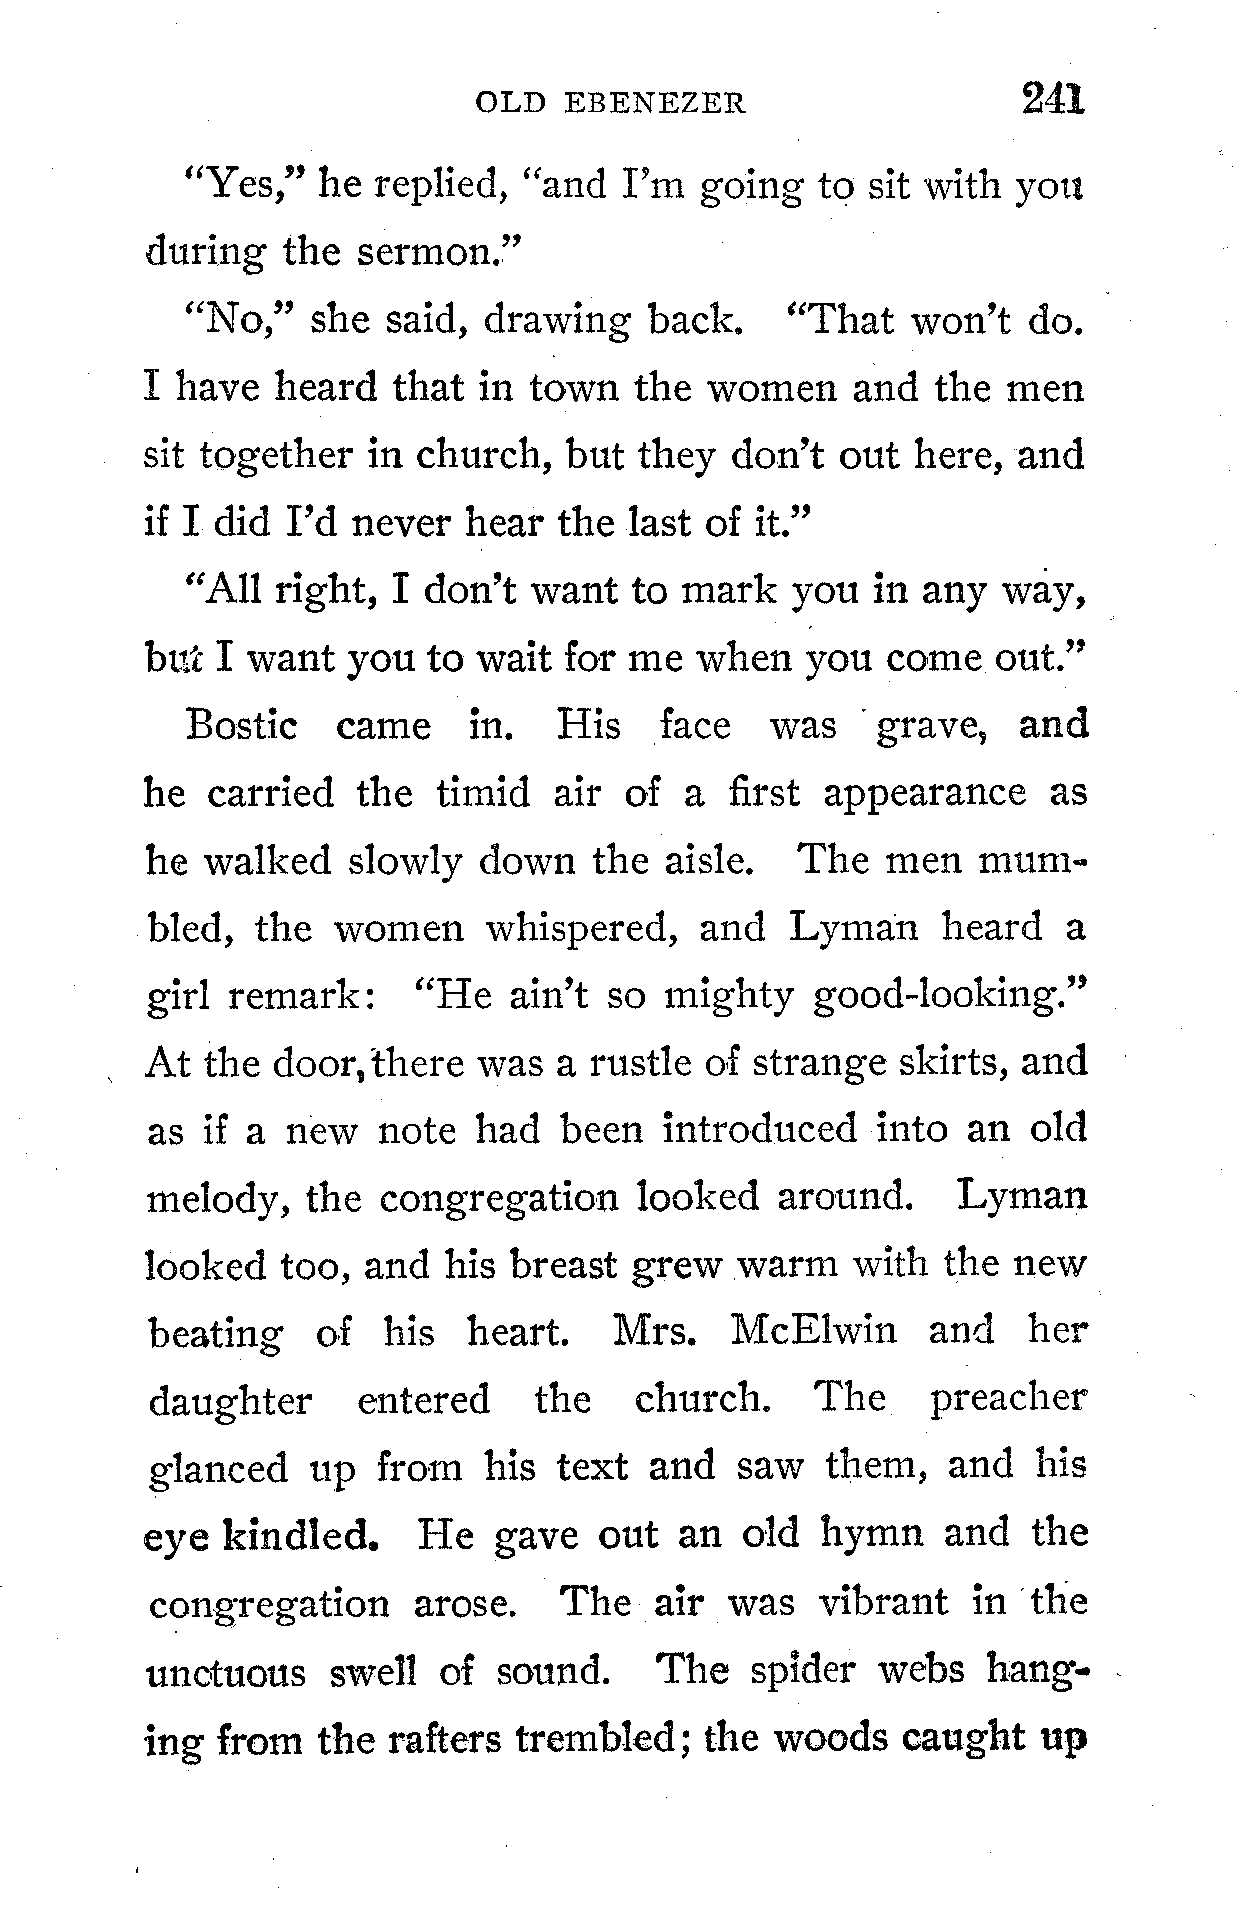 OLD EBENEZER 241
“Yes,” he replied, “and I’m going to sit with you
during the sermon.”
“No,” she said, drawing back. “That won’t do.
I have heard that in town the women and the men
sit together in church, but they don’t out here, and
if I did I’d never hear the last of it.”
“All right, I don’t want to mark you in any way,
but I want you to wait for me when you come out.”
Bostic came in. His face was grave, and
he carried the timid air of a first appearance as
he walked slowly down the aisle. The men mum-
bled, the women whispered, and Lyman heard a
girl remark: “He ain’t so mighty good-looking.”
At the door, there was a rustle of strange skirts, and
as if a new note had been introduced into an old
melody, the congregation looked around. Lyman
looked too, and his breast grew warm with the new
beating of his heart. Mrs. McElwin and her
daughter entered the church. The preacher
glanced up from his text and saw them, and his
eye kindled. He gave out an old hymn and the
congregation arose. The air was vibrant in the
unctuous swell of sound. The spider webs hang-
ing from the rafters trembled; the woods caught up